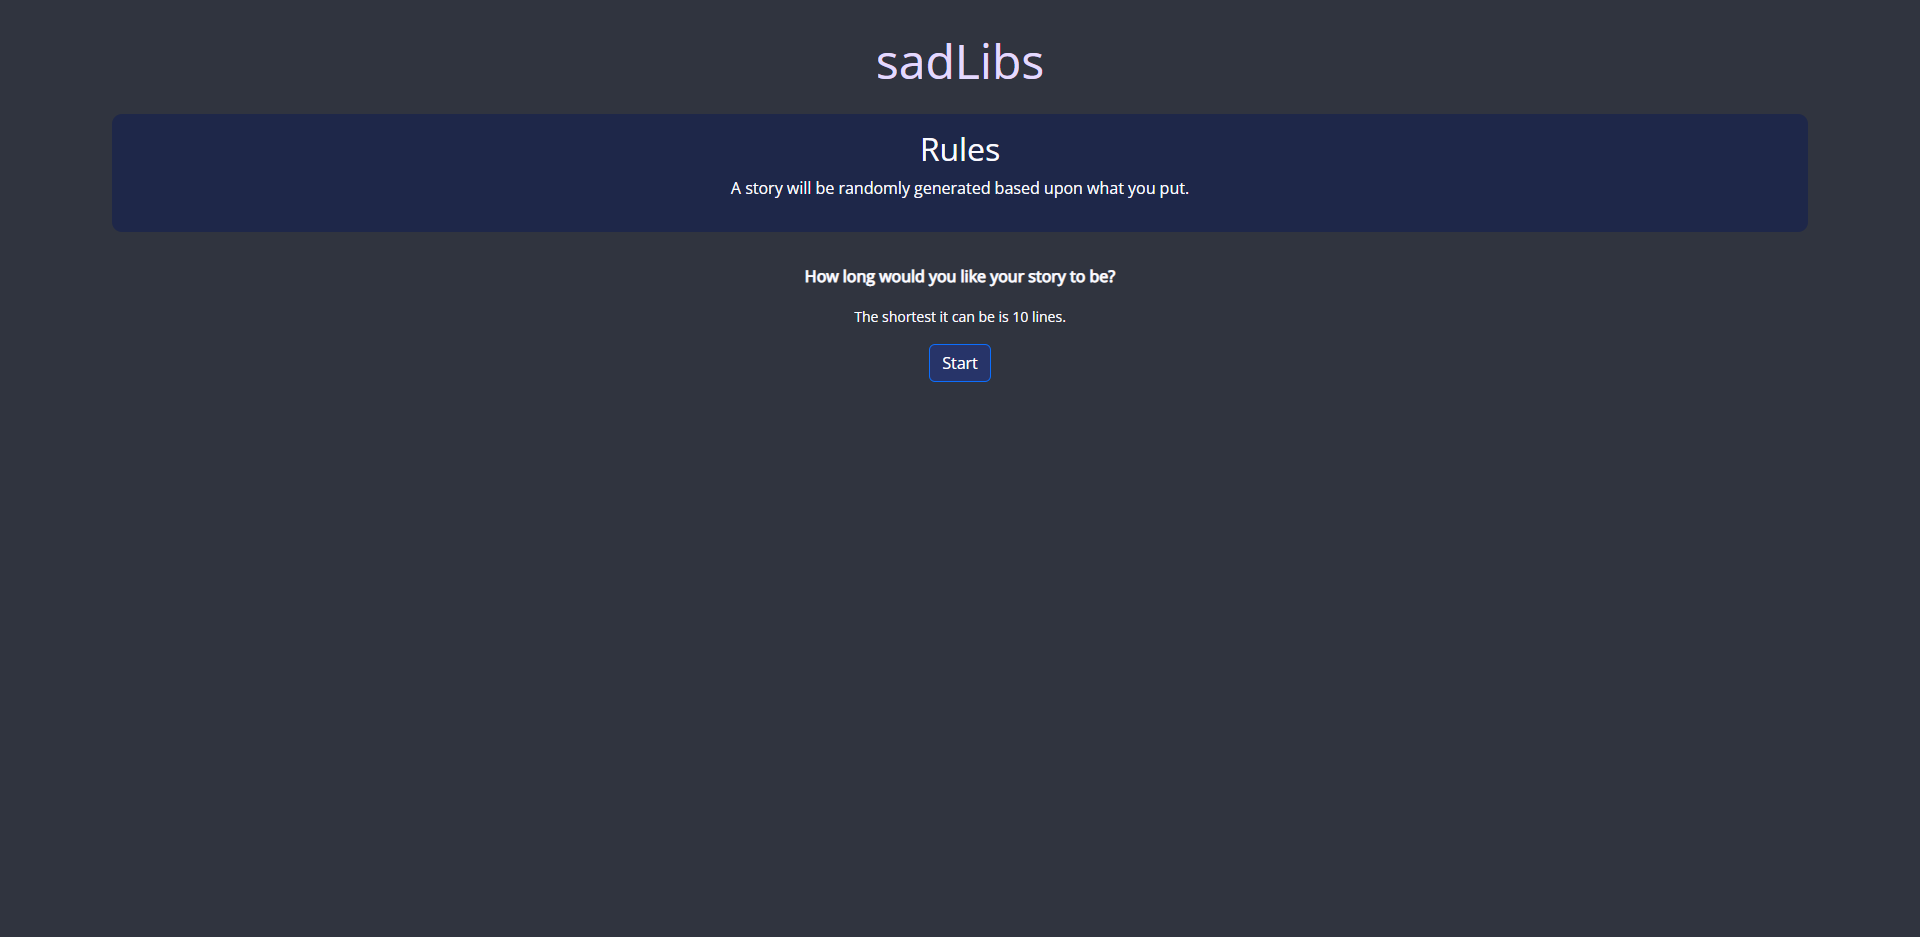 sadLibs
Rules
A story will be randomly generated based upon what you put.
How long would you like your story to be?
The shortest it can be is 10 lines.
Start